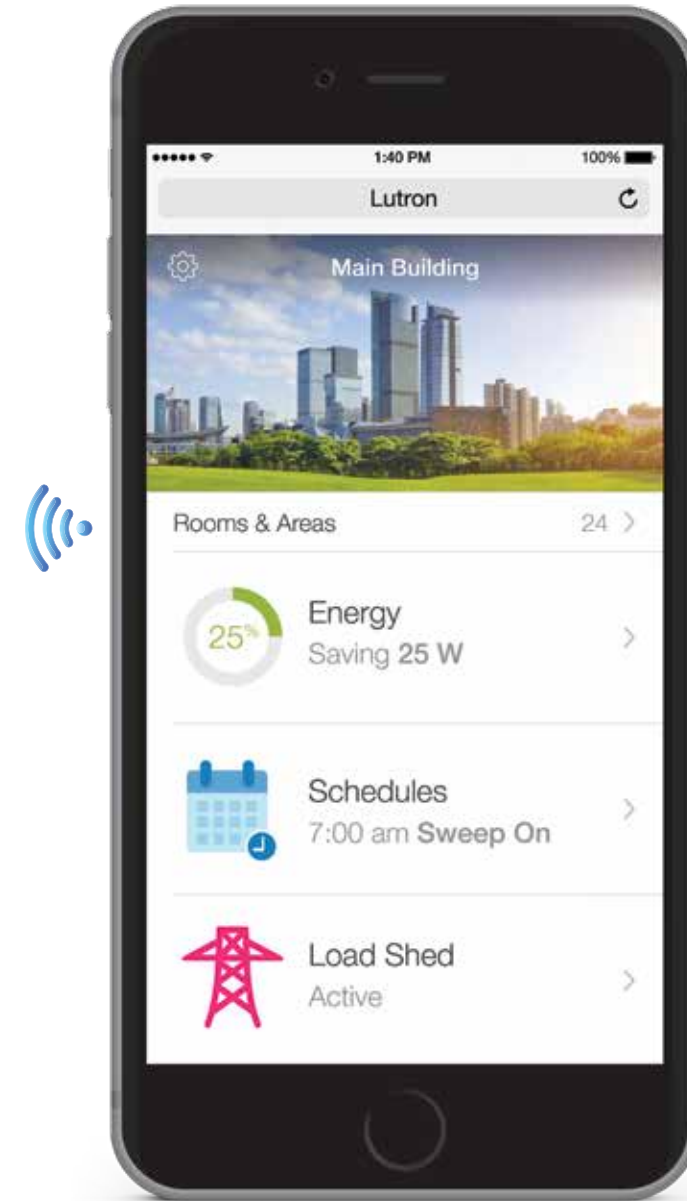 1:40 PM 100%
Lutron
Main Building
Rooms & Areas 24
25%
Energy
Saving 25 W
Schedules
7:00 am Sweep On
Load Shed
Active